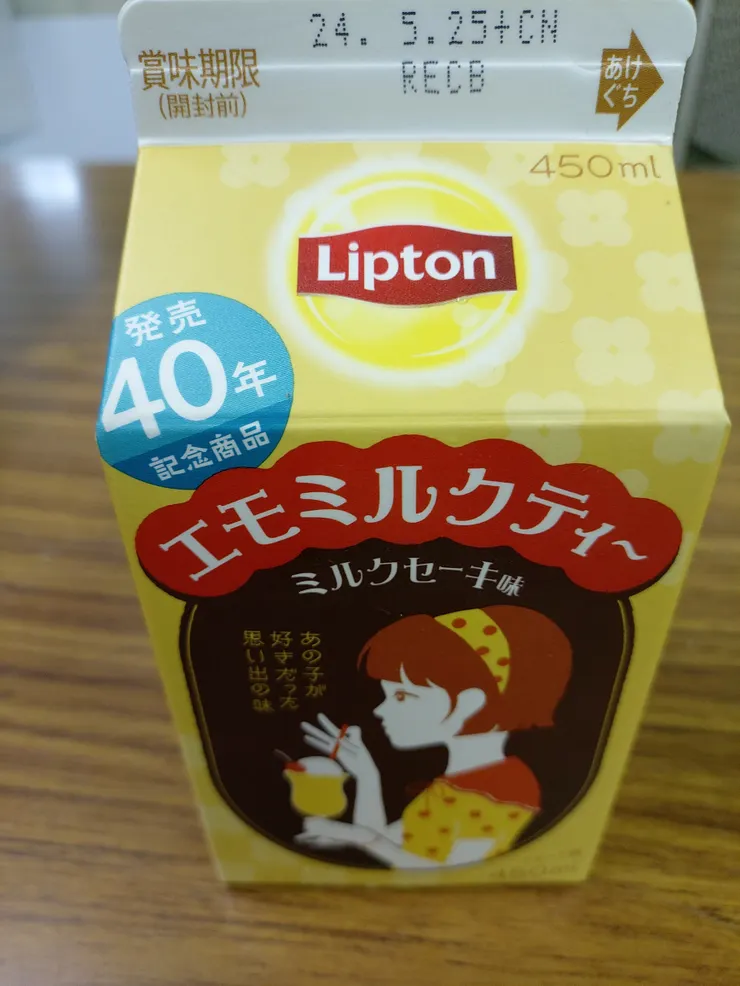 24. 5.25+CN
RECB
賞味期限
(開封前)
あけ
ぐち
450ml
Lipton
発売
40年
記念商品
エモミルクティ〜
ミルクセーキ味
あの子が
好きだった
思い出の味